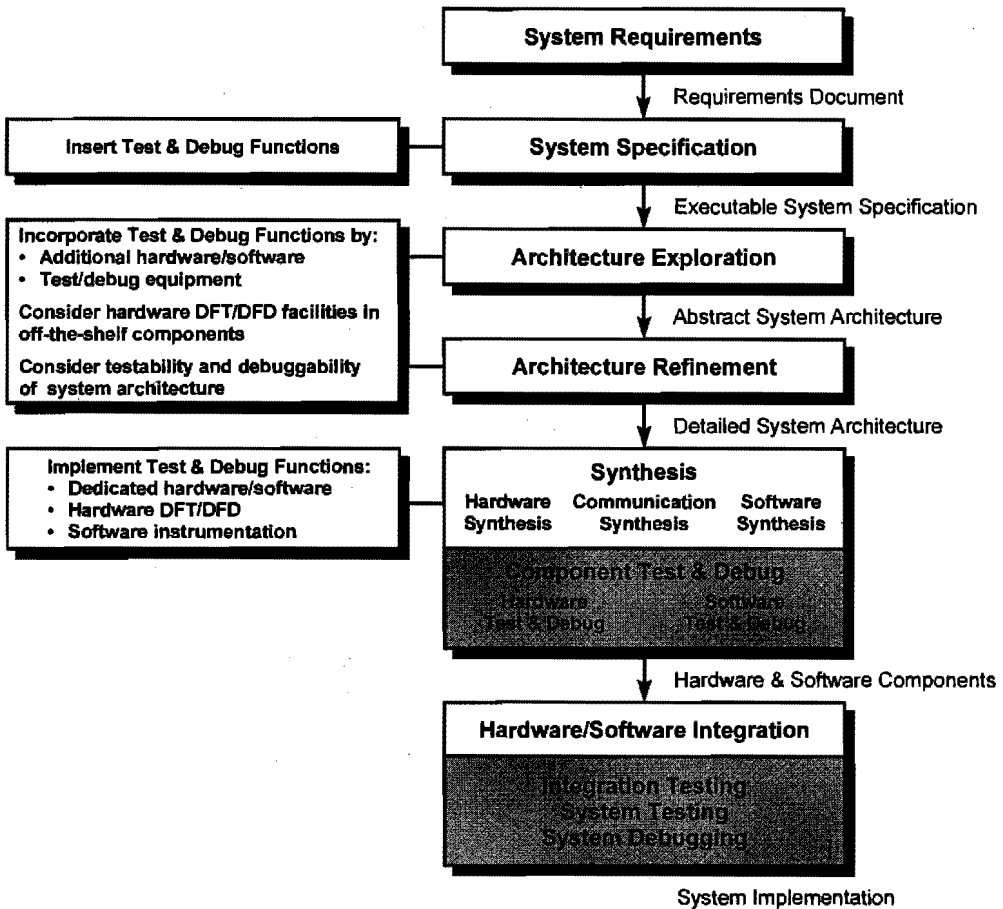 System Requirements
Requirements Document
Insert Test & Debug Functions
System Specification
Executable System Specification
Incorporate Test & Debug Functions by:
• Additional hardware/software
• Test/debug equipment
Consider hardware DFT/DFD facilities in
off-the-shelf components
Consider testability and debuggability
of system architecture
Architecture Exploration
Abstract System Architecture
Architecture Refinement
Detailed System Architecture
Implement Test & Debug Functions:
• Dedicated hardware/software
• Hardware DFT/DFD
• Software instrumentation
Synthesis
Hardware Communication Software
Synthesis Synthesis Synthesis
Component Test & Debug
Hardware Software
Test & Debug Test & Debug
Hardware & Software Components
Hardware/Software Integration
Integration Testing
System Testing
System Debugging
System Implementation